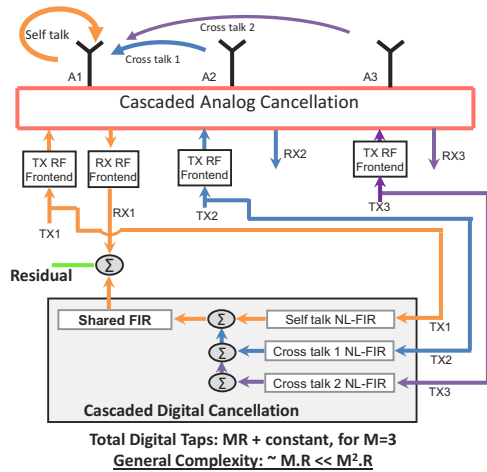 Cross talk 2
Self talk
Cross talk 1
A1
A2
A3
Cascaded Analog Cancellation
TX RF
Frontend
RX RF
Frontend
TX RF
Frontend
RX2
TX RF
Frontend
RX3
TX1
RX1
TX2
TX3
Residual
Σ
Shared FIR
Σ
Self talk NL-FIR
TX1
Σ
Cross talk 1 NL-FIR
TX2
Σ
Cross talk 2 NL-FIR
TX3
Cascaded Digital Cancellation
Total Digital Taps: MR + constant, for M=3
General Complexity: ~ M.R << M².R